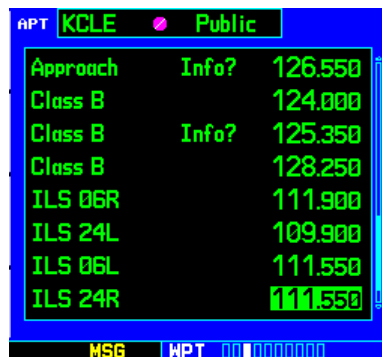 APT KCLE Public
Approach Info? 126.550
Class B 124.000
Class B Info? 125.350
Class B 128.250
ILS 06R 111.900
ILS 24L 109.900
ILS 06L 111.550
ILS 24R 111.550
MSG WPT